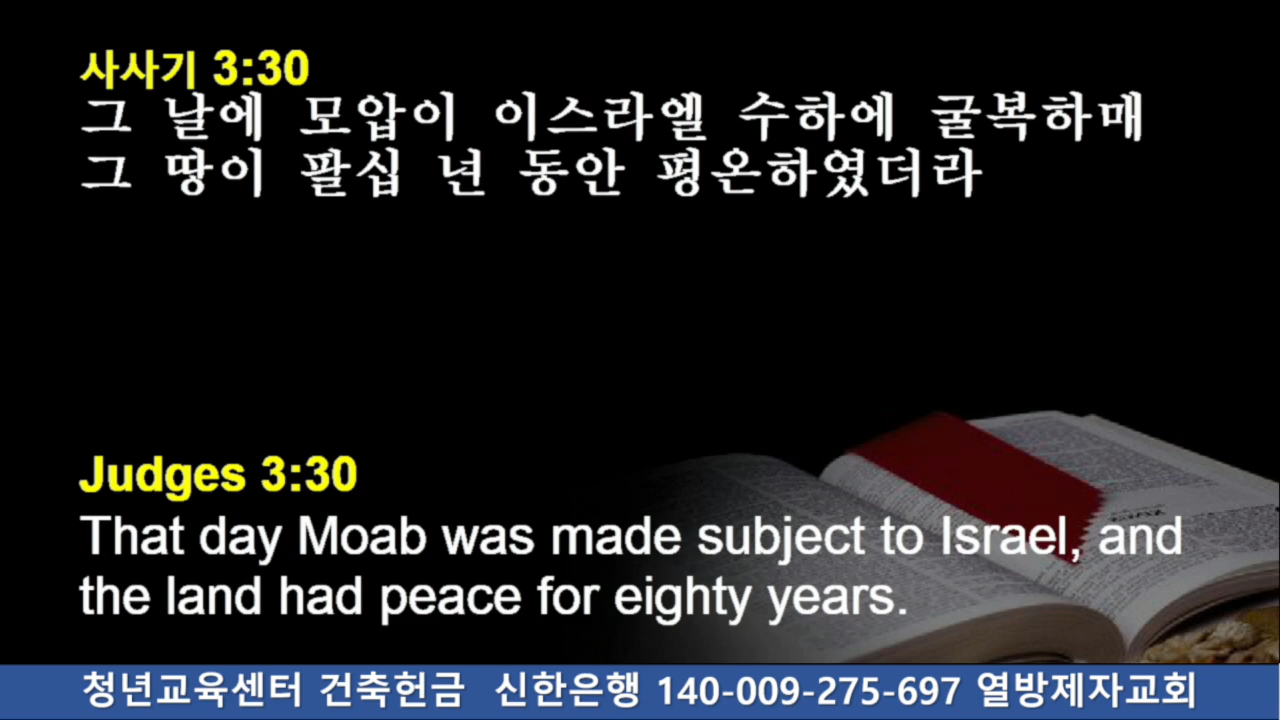 사사기 3:30
그 날에 모압이 이스라엘 수하에 굴복하매
그 땅이 팔십 년 동안 평온하였더라
Judges 3:30
That day Moab was made subject to Israel, and
the land had peace for eighty years.
청년교육센터 건축헌금 신한은행 140-009-275-697 열방제자교회